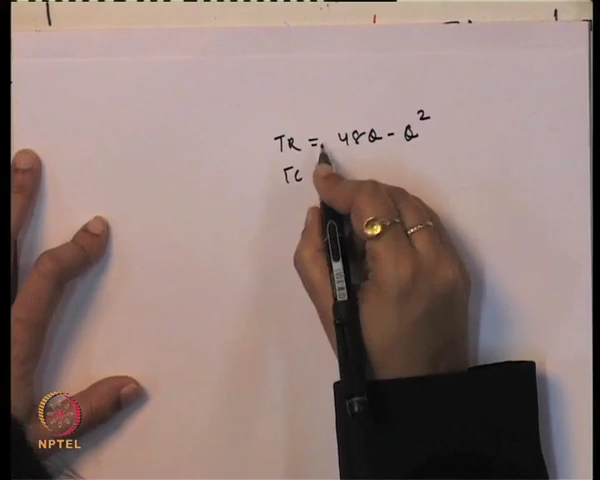 TR = 48Q - Q²
TC
NPTEL